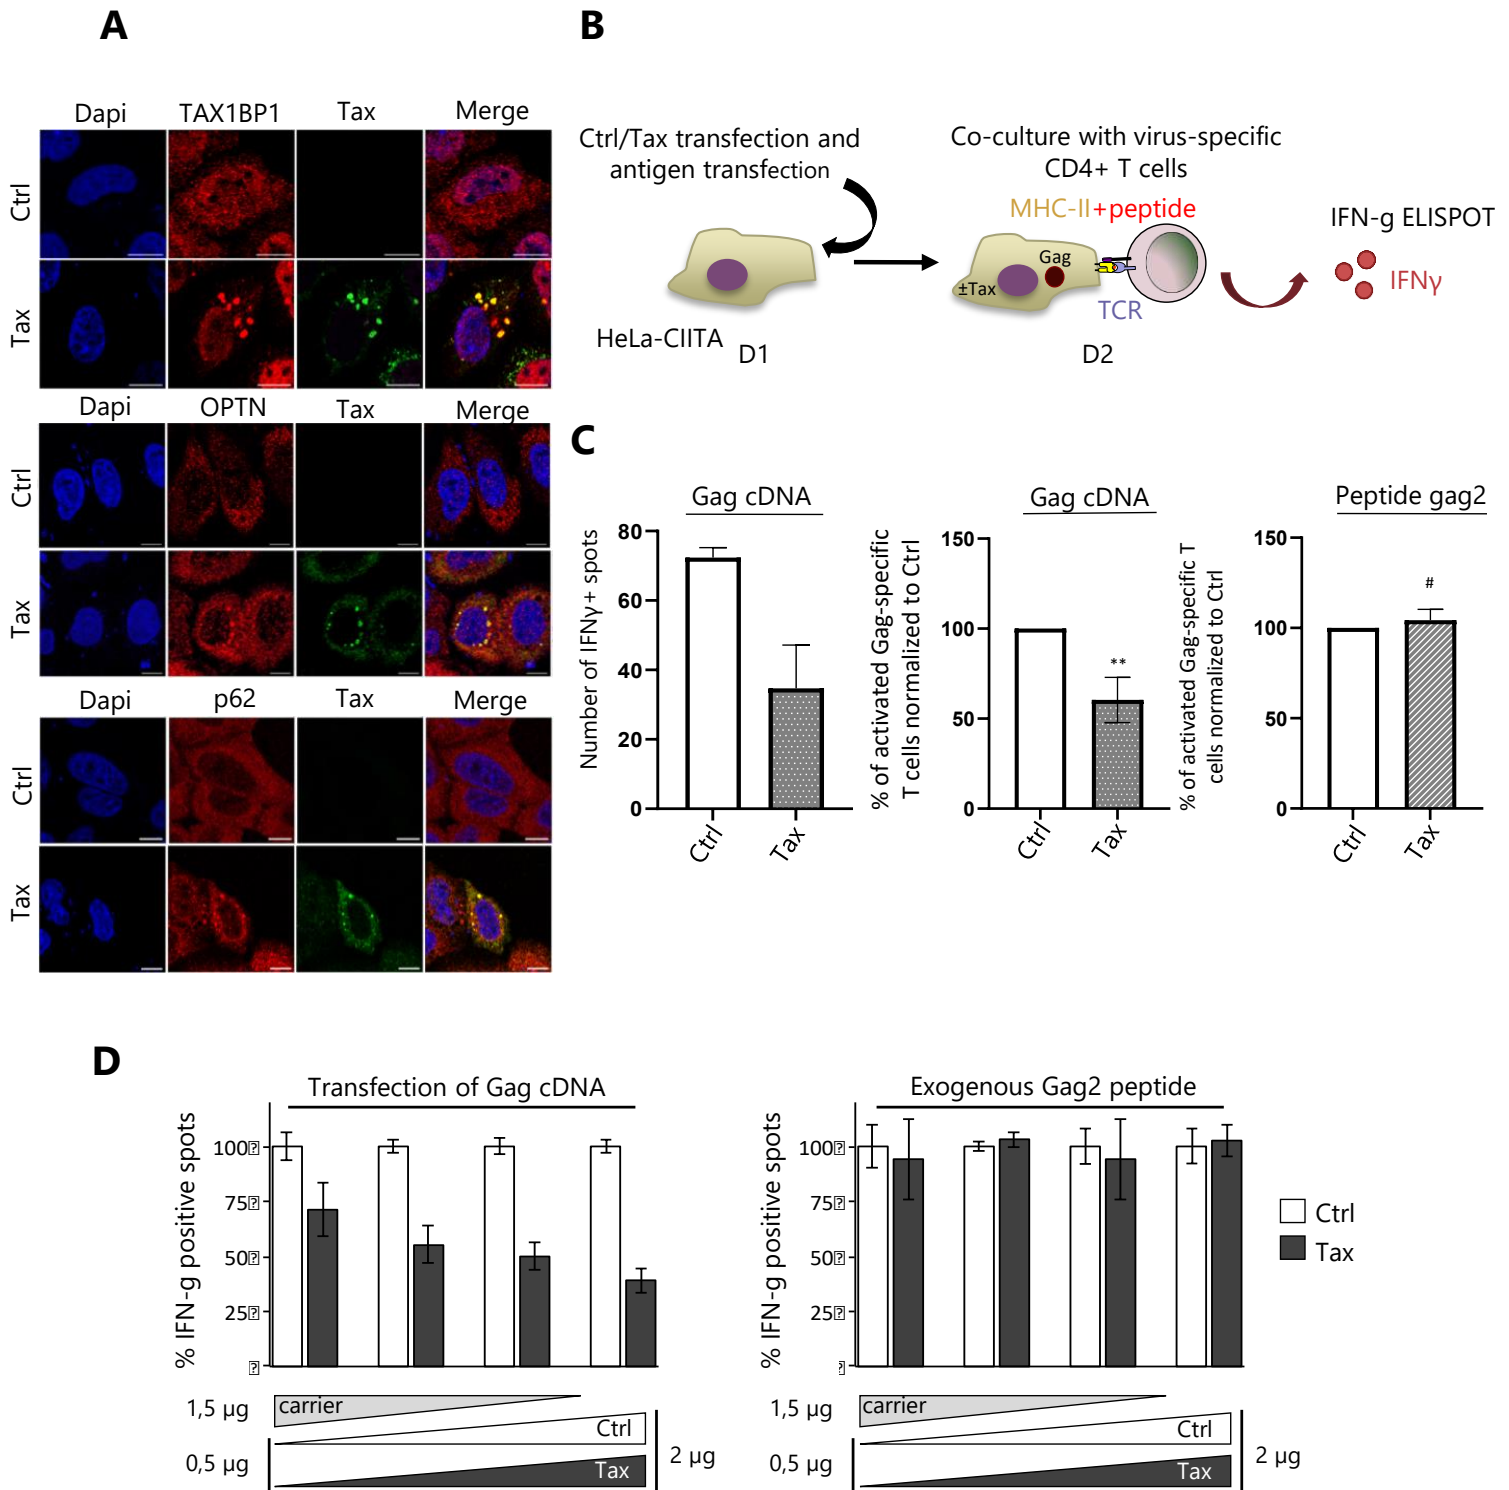 A
B
Dapi TAX1BP1 Tax Merge
Ctrl
Tax
Dapi OPTN Tax Merge
Ctrl
Tax
Dapi p62 Tax Merge
Ctrl
Tax
Ctrl/Tax transfection and
antigen transfection
HeLa-CIITA D1
Co-culture with virus-specific
CD4+ T cells
MHC-II+peptide
Gag
±Tax
TCR
D2
IFN-g ELISPOT
IFNγ
C
Gag cDNA
Number of IFNγ+ spots
80
60
40
20
0
Ctrl
Tax
Gag cDNA
% of activated Gag-specific
T cells normalized to Ctrl
150
100
50
0
**
Ctrl
Tax
Peptide gag2
% of activated Gag-specific T
cells normalized to Ctrl
150
100
50
0
#
Ctrl
Tax
D
Transfection of Gag cDNA
% IFN-g positive spots
100
75
50
25
1,5 µg
carrier
Ctrl
0,5 µg
Tax
2 µg
Exogenous Gag2 peptide
% IFN-g positive spots
100
75
50
25
1,5 µg
carrier
Ctrl
0,5 µg
Tax
2 µg
Ctrl
Tax